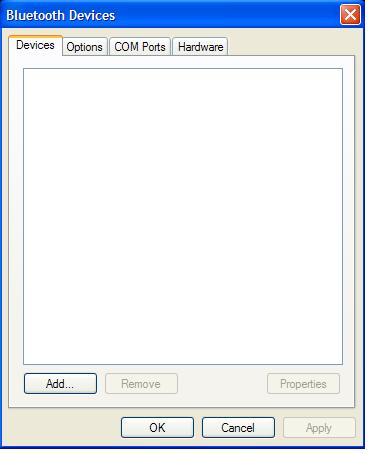 Bluetooth Devices
Devices Options COM Ports Hardware
Add... Remove Properties
OK Cancel Apply